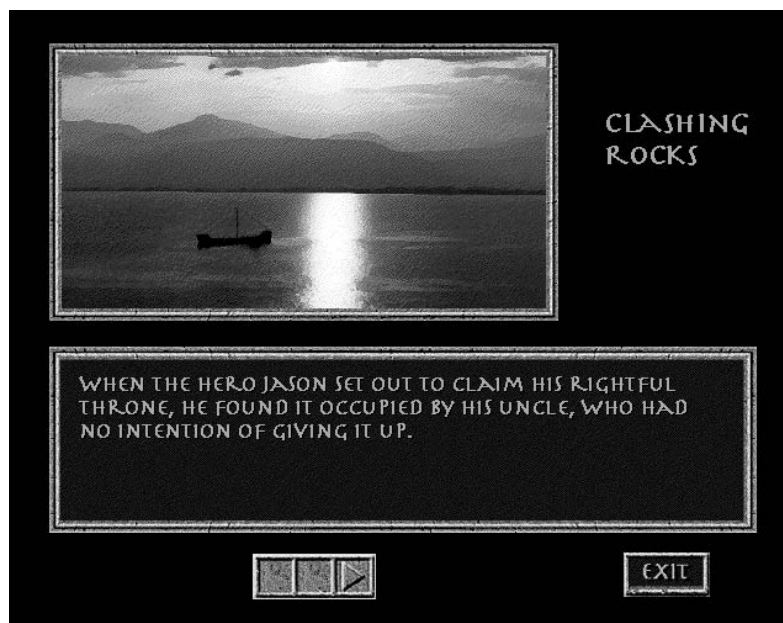 CLASHING
ROCKS
WHEN THE HERO JASON SET OUT TO CLAIM HIS RIGHTFUL
THRONE, HE FOUND IT OCCUPIED BY HIS UNCLE, WHO HAD
NO INTENTION OF GIVING IT UP.
EXIT